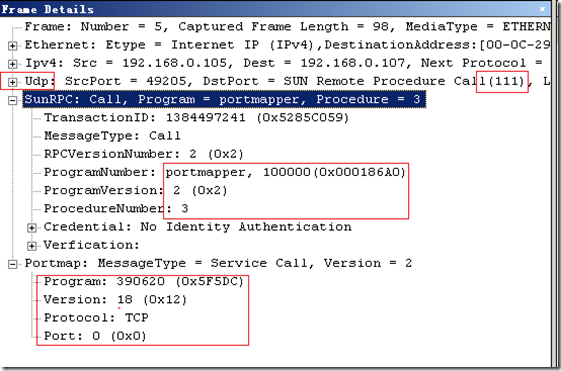 Frame Details
Frame: Number = 5, Captured Frame Length = 98, MediaType = ETHERN
Ethernet: Etype = Internet IP (IPv4),DestinationAddress:[00-0C-29
Ipv4: Src = 192.168.0.105, Dest = 192.168.0.107, Next Protocol =
Udp: SrcPort = 49205, DstPort = SUN Remote Procedure Call(111), L
SunRPC: Call, Program = portmapper, Procedure = 3
TransactionID: 1384497241 (0x5285C059)
MessageType: Call
RPCVersionNumber: 2 (0x2)
ProgramNumber: portmapper, 100000(0x000186A0)
ProgramVersion: 2 (0x2)
ProcedureNumber: 3
Credential: No Identity Authentication
Verfication:
Portmap: MessageType = Service Call, Version = 2
Program: 390620 (0x5F5DC)
Version: 18 (0x12)
Protocol: TCP
Port: 0 (0x0)